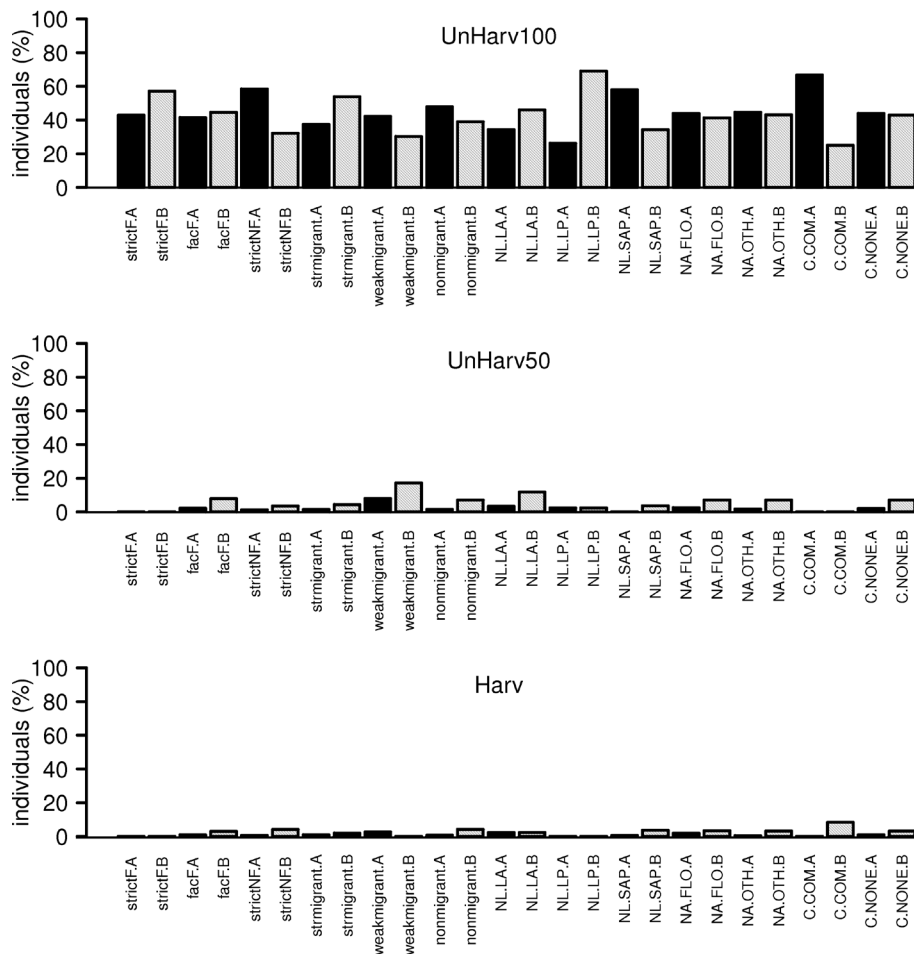 UnHarv100
individuals (%)
100
80
60
40
20
0
strictF.A
strictF.B
facF.A
facF.B
strictNF.A
strictNF.B
strmigrant.A
strmigrant.B
weakmigrant.A
weakmigrant.B
nonmigrant.A
nonmigrant.B
NL.LA.A
NL.LA.B
NL.LP.A
NL.LP.B
NL.SAP.A
NL.SAP.B
NA.FLO.A
NA.FLO.B
NA.OTH.A
NA.OTH.B
C.COM.A
C.COM.B
C.NONE.A
C.NONE.B
UnHarv50
individuals (%)
100
80
60
40
20
0
strictF.A
strictF.B
facF.A
facF.B
strictNF.A
strictNF.B
strmigrant.A
strmigrant.B
weakmigrant.A
weakmigrant.B
nonmigrant.A
nonmigrant.B
NL.LA.A
NL.LA.B
NL.LP.A
NL.LP.B
NL.SAP.A
NL.SAP.B
NA.FLO.A
NA.FLO.B
NA.OTH.A
NA.OTH.B
C.COM.A
C.COM.B
C.NONE.A
C.NONE.B
Harv
individuals (%)
100
80
60
40
20
0
strictF.A
strictF.B
facF.A
facF.B
strictNF.A
strictNF.B
strmigrant.A
strmigrant.B
weakmigrant.A
weakmigrant.B
nonmigrant.A
nonmigrant.B
NL.LA.A
NL.LA.B
NL.LP.A
NL.LP.B
NL.SAP.A
NL.SAP.B
NA.FLO.A
NA.FLO.B
NA.OTH.A
NA.OTH.B
C.COM.A
C.COM.B
C.NONE.A
C.NONE.B